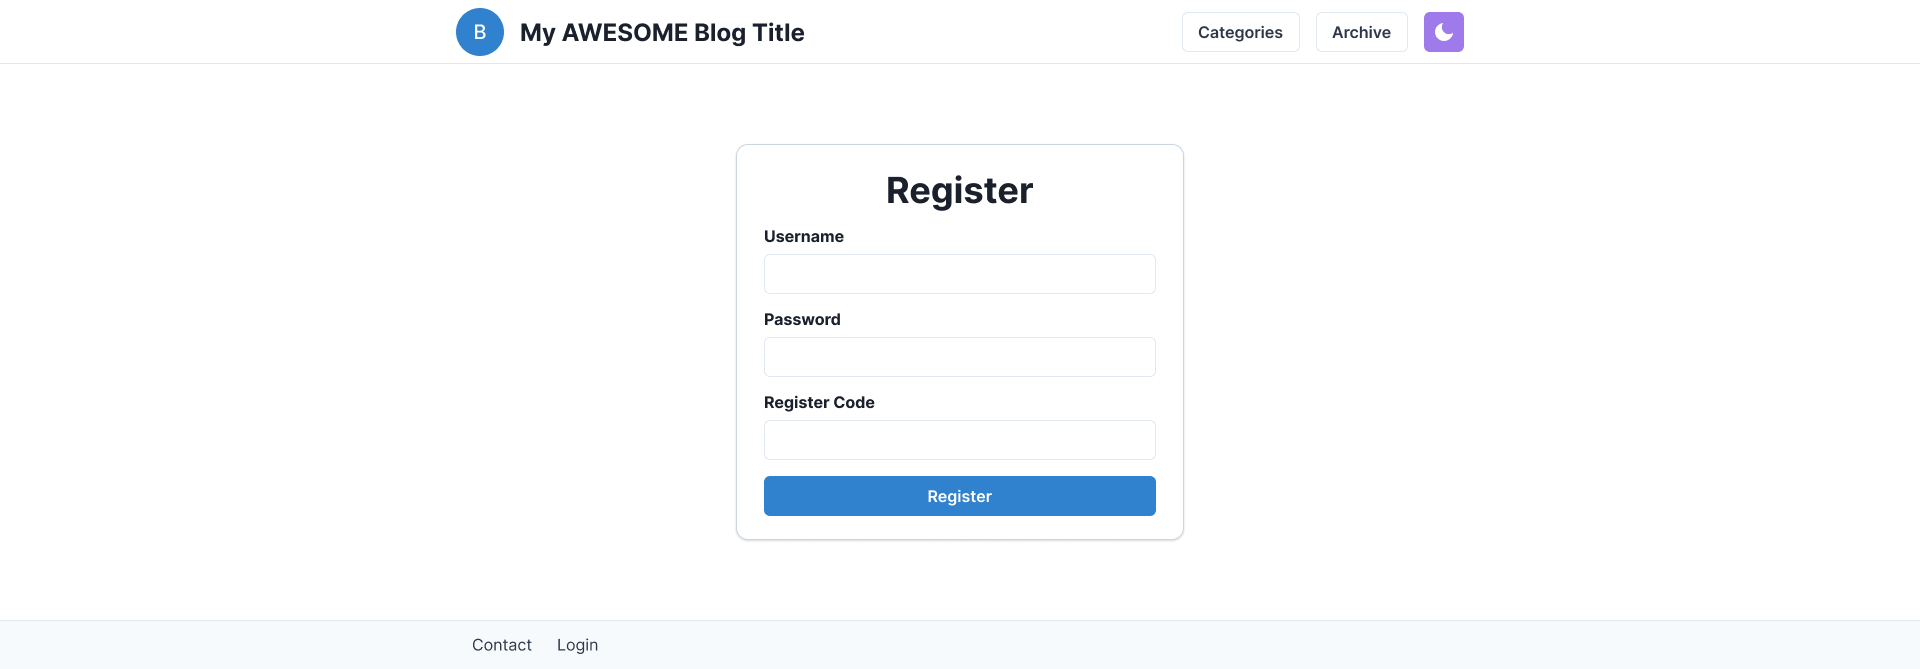 B My AWESOME Blog Title Categories Archive
Register
Username
Password
Register Code
Register
Contact Login